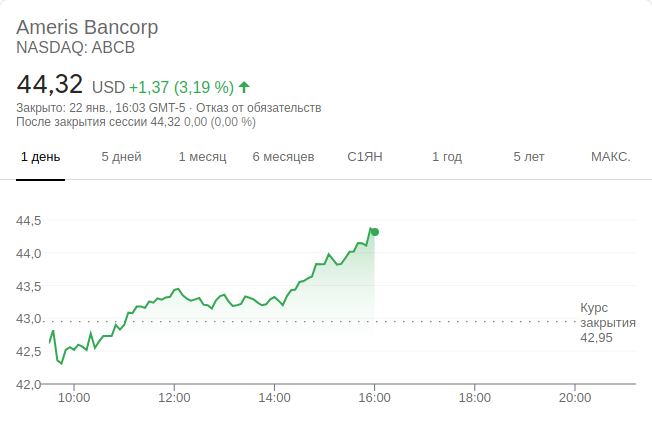 Ameris Bancorp
NASDAQ: ABCB
44,32 USD +1,37 (3,19 %)
Закрыто: 22 янв., 16:03 GMT-5 · Отказ от обязательств
После закрытия сессии 44,32 0,00 (0,00 %)
1 день 5 дней 1 месяц 6 месяцев С1ЯН 1 год 5 лет МАКС.
44,5
44,0
43,5
43,0
42,5
42,0
Курс
закрытия
42,95
10:00 12:00 14:00 16:00 18:00 20:00